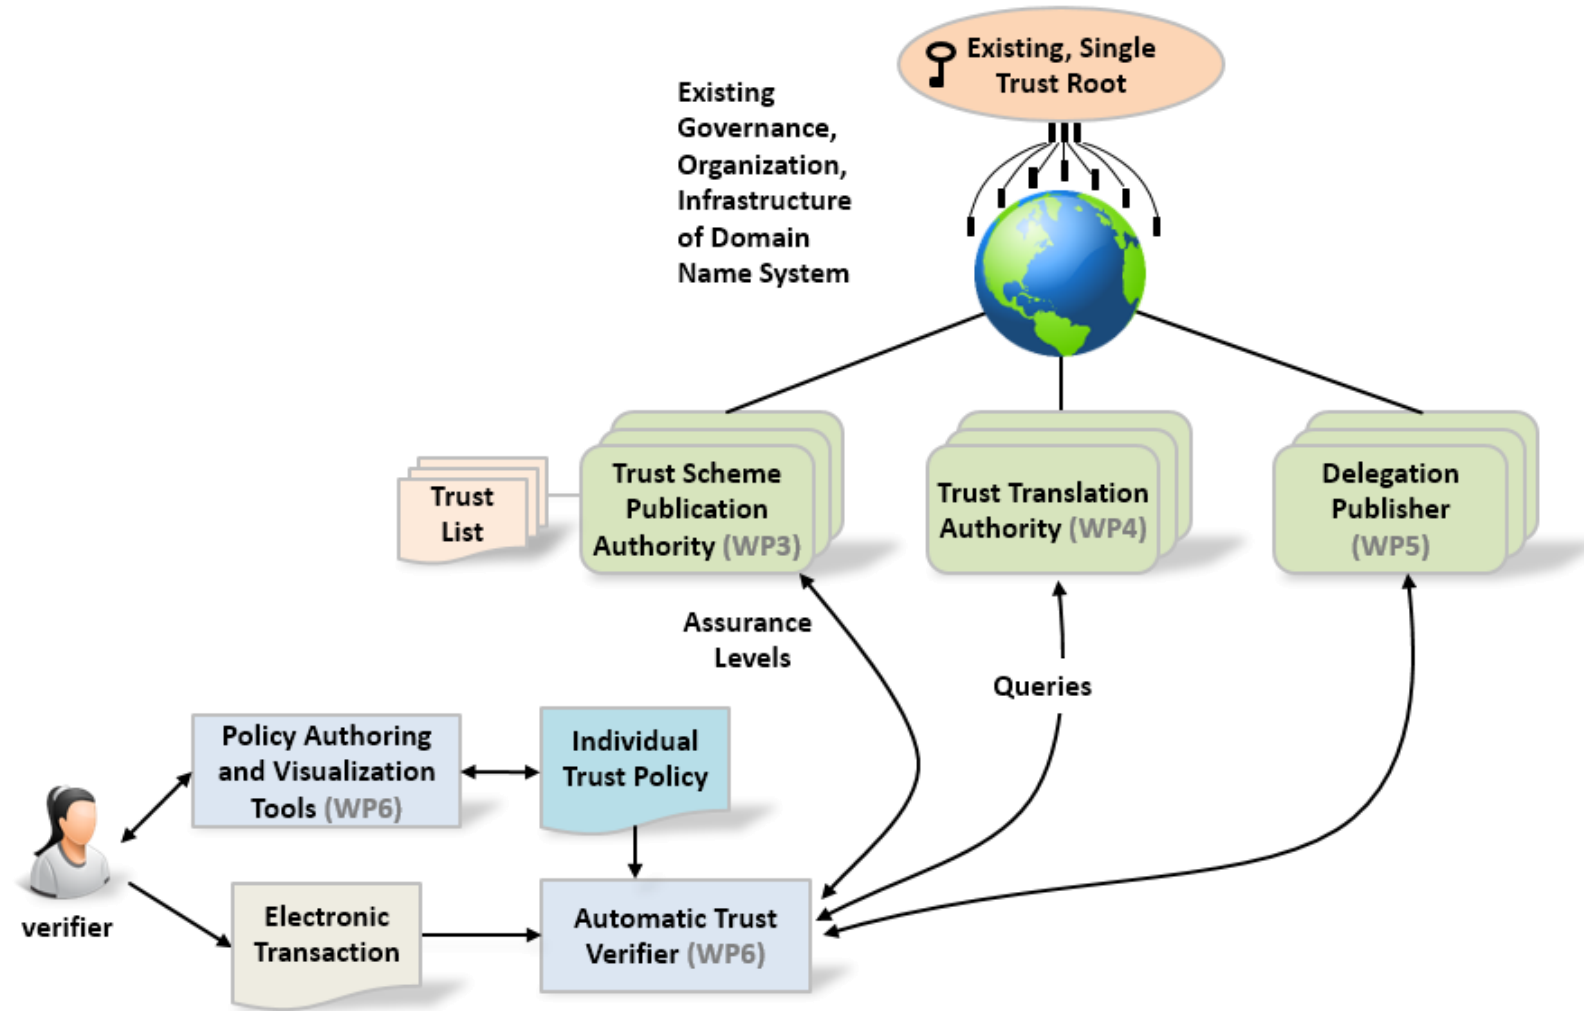 Existing, Single
Trust Root
Existing
Governance,
Organization,
Infrastructure
of Domain
Name System
Trust
List
Trust Scheme
Publication
Authority (WP3)
Trust Translation
Authority (WP4)
Delegation
Publisher
(WP5)
Assurance
Levels
Queries
Policy Authoring
and Visualization
Tools (WP6)
Individual
Trust Policy
verifier
Electronic
Transaction
Automatic Trust
Verifier (WP6)